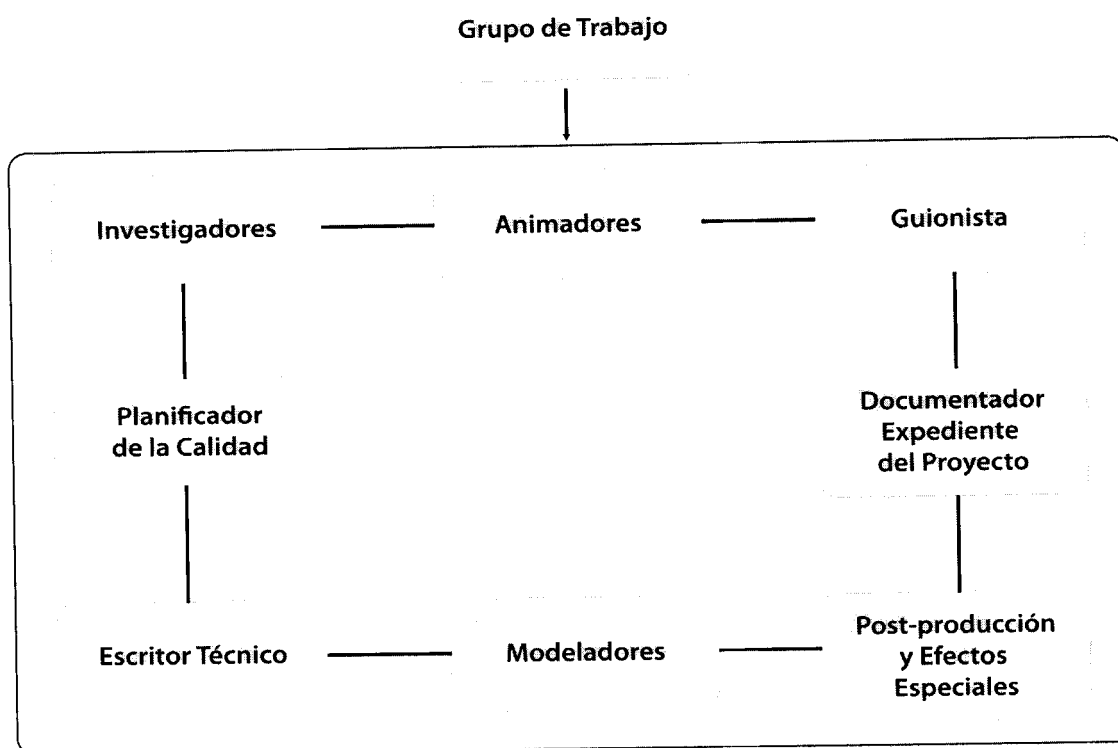 Grupo de Trabajo
Investigadores
Animadores
Guionista
Planificador
de la Calidad
Documentador
Expediente
del Proyecto
Escritor Técnico
Modeladores
Post-producción
y Efectos
Especiales